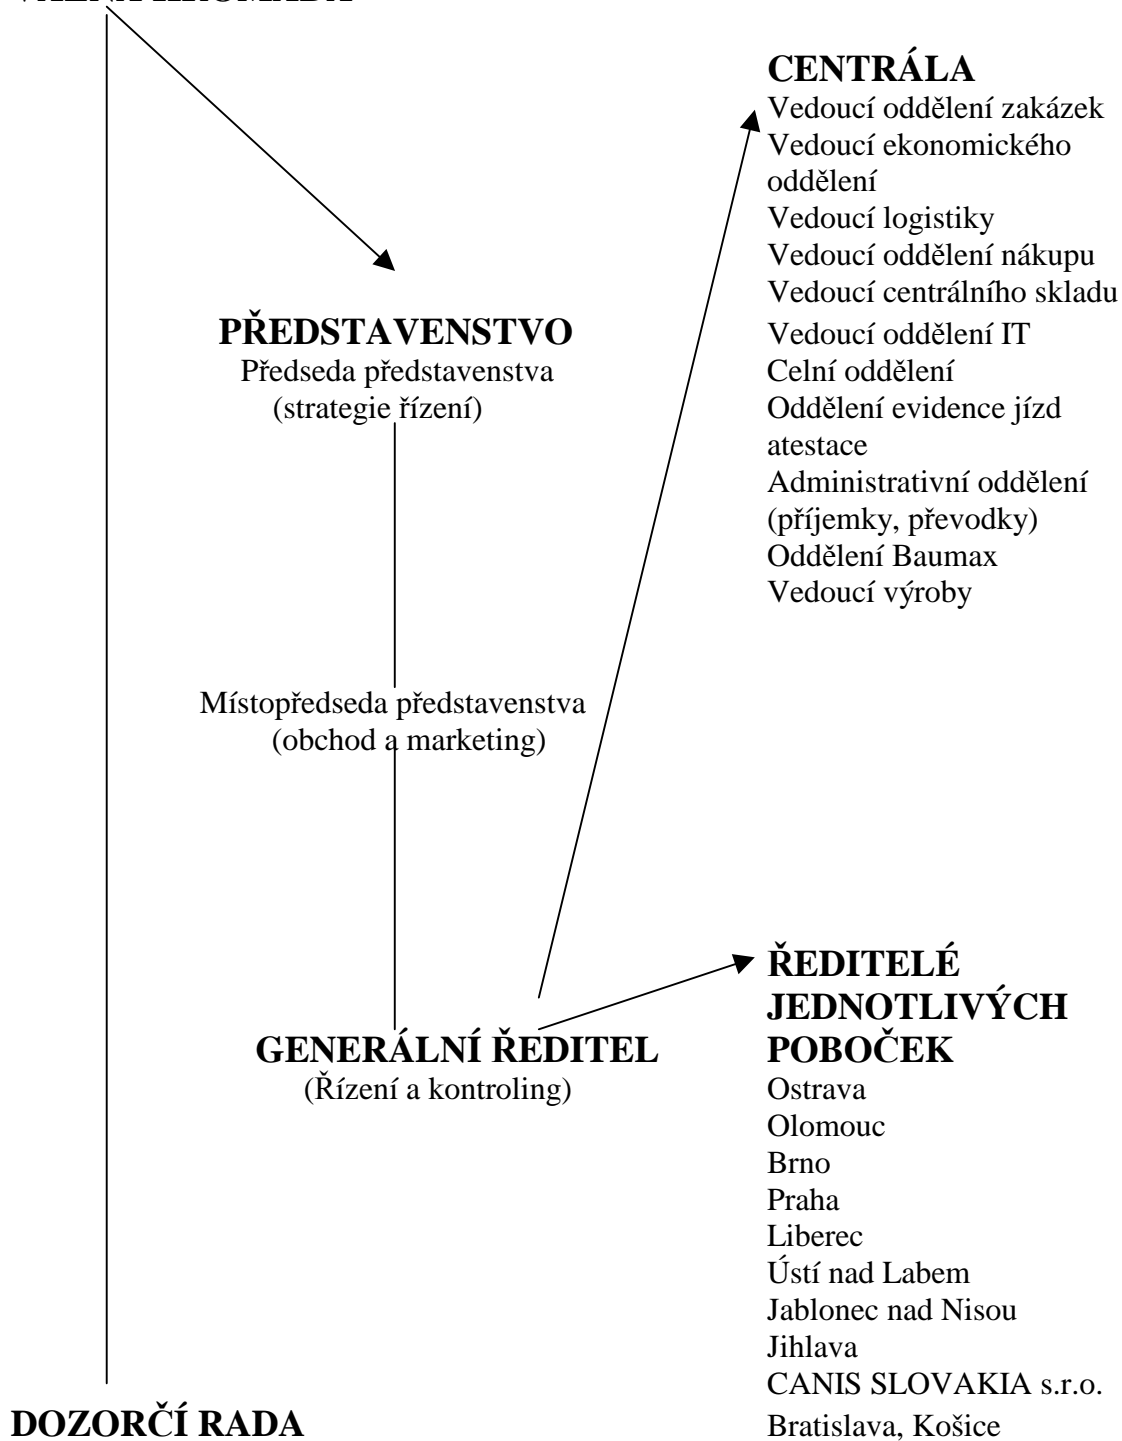 CENTRÁLA
Vedoucí oddělení zakázek
Vedoucí ekonomického
oddělení
Vedoucí logistiky
Vedoucí oddělení nákupu
Vedoucí centrálního skladu
Vedoucí oddělení IT
Celní oddělení
Oddělení evidence jízd
atestace
Administrativní oddělení
(příjemky, převodky)
Oddělení Baumax
Vedoucí výroby
PŘEDSTAVENSTVO
Předseda představenstva
(strategie řízení)
Místopředseda představenstva
(obchod a marketing)
GENERÁLNÍ ŘEDITEL
(Řízení a kontroling)
ŘEDITELÉ
JEDNOTLIVÝCH
POBOČEK
Ostrava
Olomouc
Brno
Praha
Liberec
Ústí nad Labem
Jablonec nad Nisou
Jihlava
CANIS SLOVAKIA s.r.o.
Bratislava, Košice
DOZORČÍ RADA